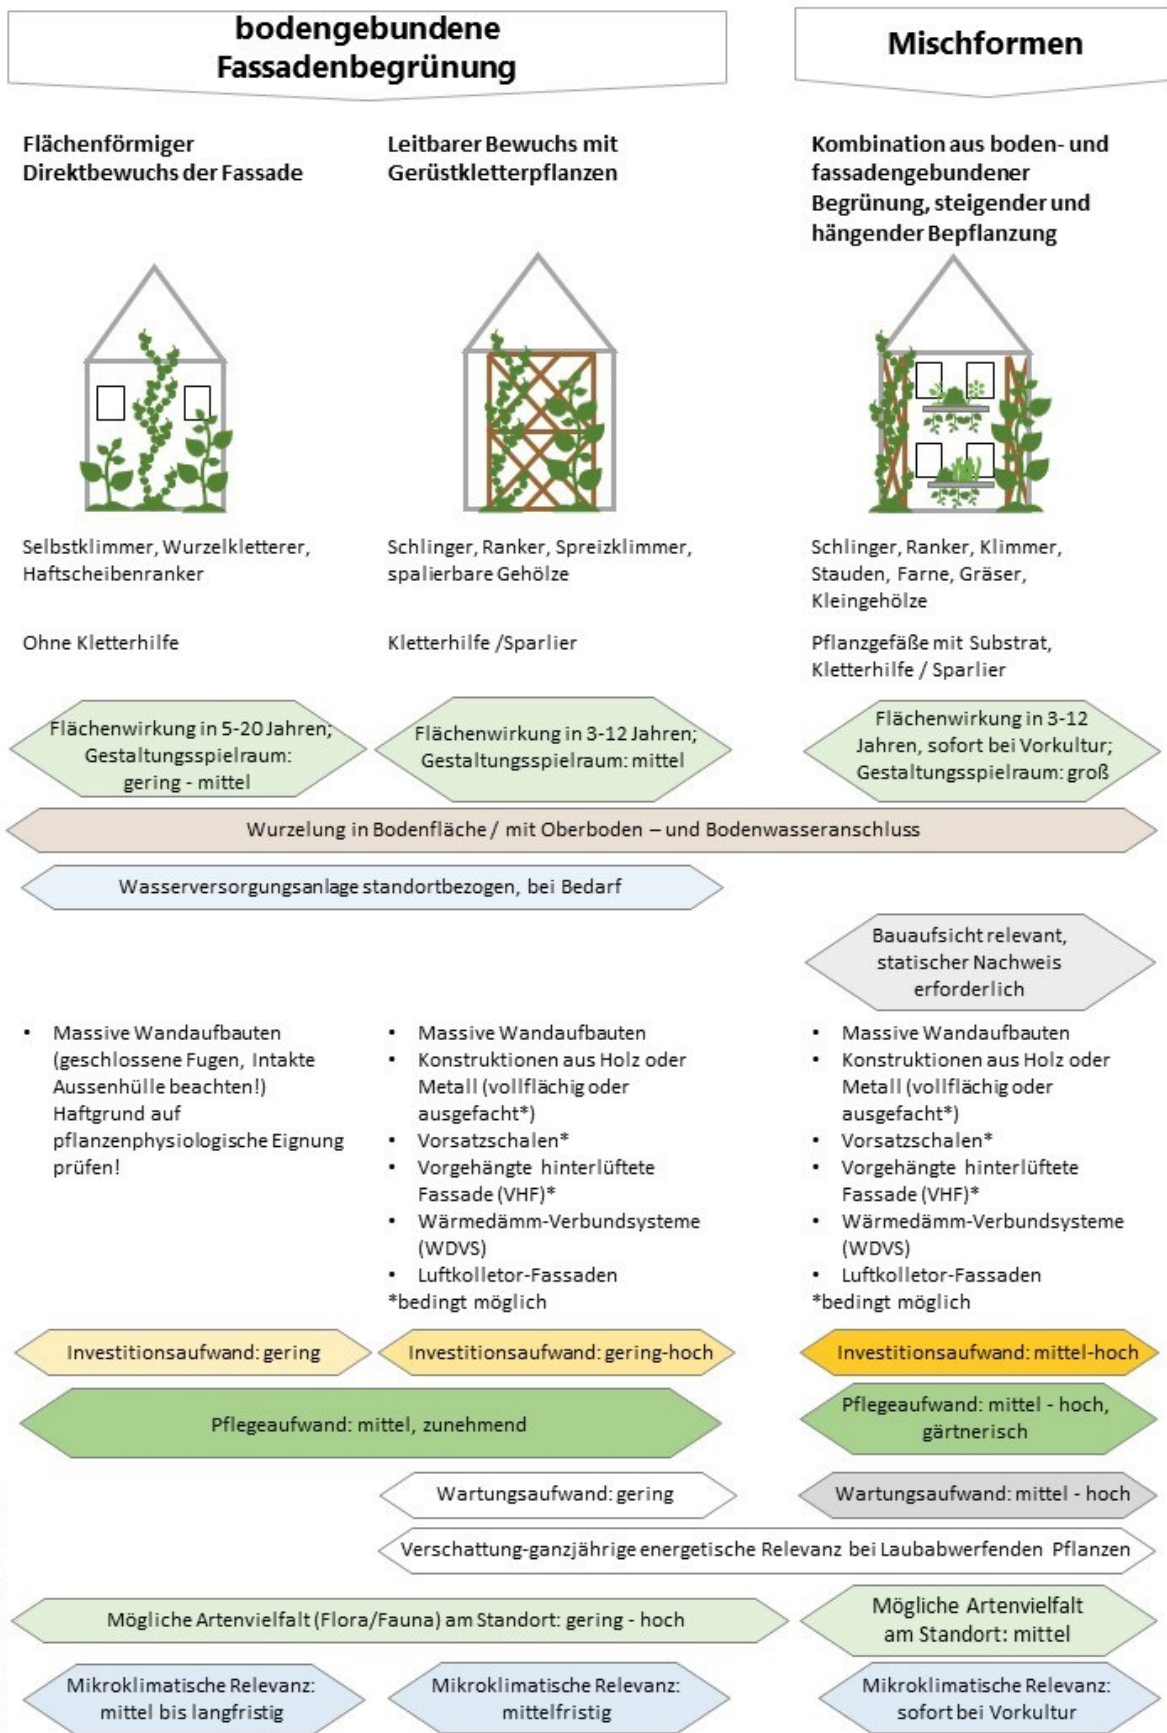 bodengebundene
Fassadenbegrünung
Mischformen
Flächenförmiger
Direktbewuchs der Fassade
Leitbarer Bewuchs mit
Gerüstkletterpflanzen
Kombination aus boden- und
fassadengebundener
Begrünung, steigender und
hängender Bepflanzung
Selbstklimmer, Wurzelkletterer,
Haftscheibenranker
Schlinger, Ranker, Spreizklimmer,
spalierbare Gehölze
Schlinger, Ranker, Klimmer,
Stauden, Farne, Gräser,
Kleingehölze
Ohne Kletterhilfe
Kletterhilfe /Sparlier
Pflanzgefäße mit Substrat,
Kletterhilfe / Sparlier
Flächenwirkung in 5-20 Jahren;
Gestaltungsspielraum:
gering - mittel
Flächenwirkung in 3-12 Jahren;
Gestaltungsspielraum: mittel
Flächenwirkung in 3-12
Jahren, sofort bei Vorkultur;
Gestaltungsspielraum: groß
Wurzelung in Bodenfläche / mit Oberboden – und Bodenwasseranschluss
Wasserversorgungsanlage standortbezogen, bei Bedarf
Bauaufsicht relevant,
statischer Nachweis
erforderlich
• Massive Wandaufbauten
(geschlossene Fugen, Intakte
Aussenhülle beachten!)
Haftgrund auf
pflanzenphysiologische Eignung
prüfen!
• Massive Wandaufbauten
• Konstruktionen aus Holz oder
Metall (vollflächig oder
ausgefacht*)
• Vorsatzschalen*
• Vorgehängte hinterlüftete
Fassade (VHF)*
• Wärmedämm-Verbundsysteme
(WDVS)
• Luftkolletor-Fassaden
*bedingt möglich
• Massive Wandaufbauten
• Konstruktionen aus Holz oder
Metall (vollflächig oder
ausgefacht*)
• Vorsatzschalen*
• Vorgehängte hinterlüftete
Fassade (VHF)*
• Wärmedämm-Verbundsysteme
(WDVS)
• Luftkolletor-Fassaden
*bedingt möglich
Investitionsaufwand: gering
Investitionsaufwand: gering-hoch
Investitionsaufwand: mittel-hoch
Pflegeaufwand: mittel, zunehmend
Pflegeaufwand: mittel - hoch,
gärtnerisch
Wartungsaufwand: gering
Wartungsaufwand: mittel - hoch
Verschattung-ganzjährige energetische Relevanz bei Laubabwerfenden Pflanzen
Mögliche Artenvielfalt (Flora/Fauna) am Standort: gering - hoch
Mögliche Artenvielfalt
am Standort: mittel
Mikroklimatische Relevanz:
mittel bis langfristig
Mikroklimatische Relevanz:
mittelfristig
Mikroklimatische Relevanz:
sofort bei Vorkultur